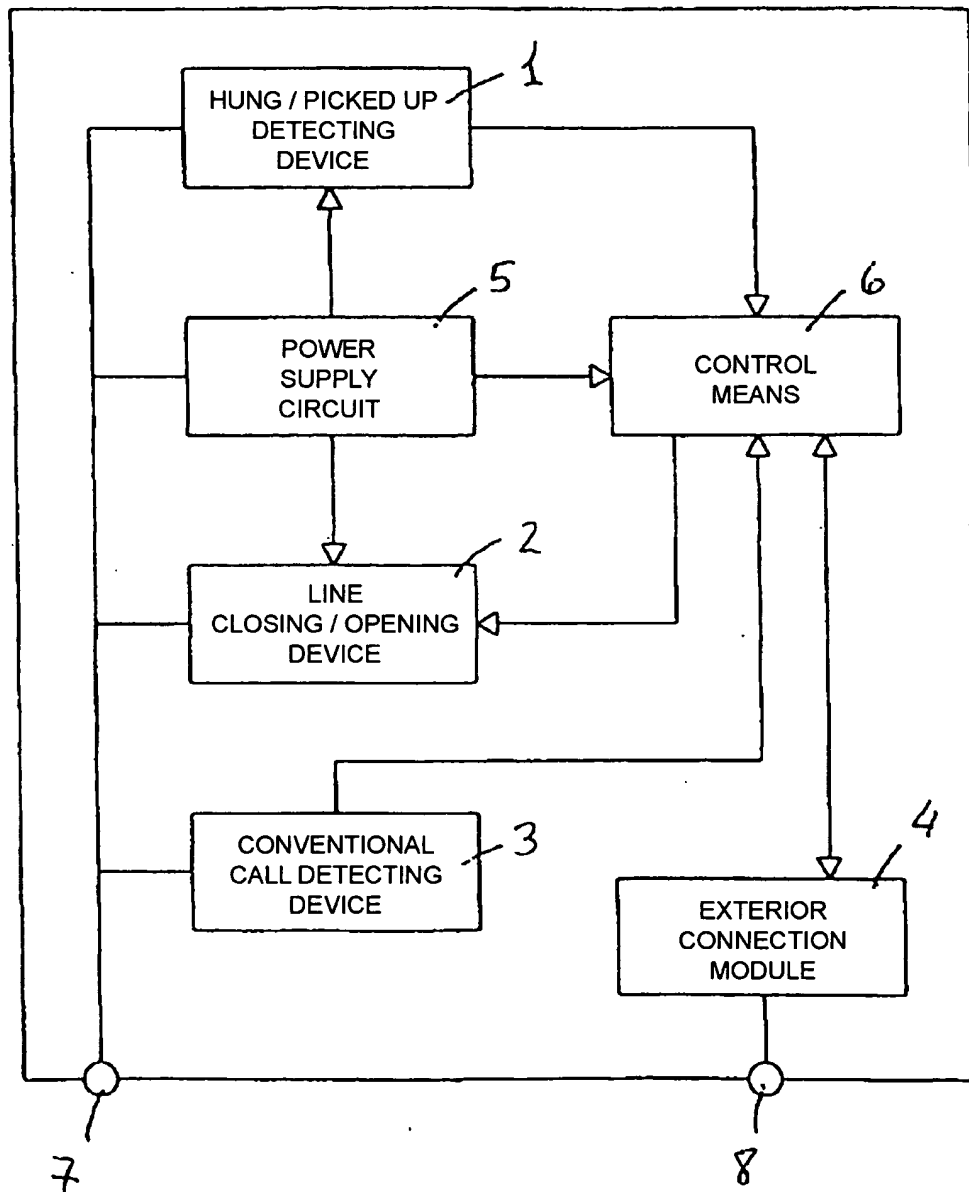 1
HUNG / PICKED UP
DETECTING
DEVICE
5
POWER
SUPPLY
CIRCUIT
6
CONTROL
MEANS
2
LINE
CLOSING / OPENING
DEVICE
3
CONVENTIONAL
CALL DETECTING
DEVICE
4
EXTERIOR
CONNECTION
MODULE
7
8